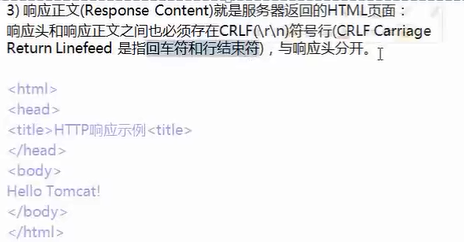 3) 响应正文(Response Content)就是服务器返回的HTML页面：
响应头和响应正文之间也必须存在CRLF(\r\n)符号行(CRLF Carriage
Return Linefeed 是指回车符和行结束符)，与响应头分开。
<html>
<head>
<title>HTTP响应示例<title>
</head>
<body>
Hello Tomcat!
</body>
</html>